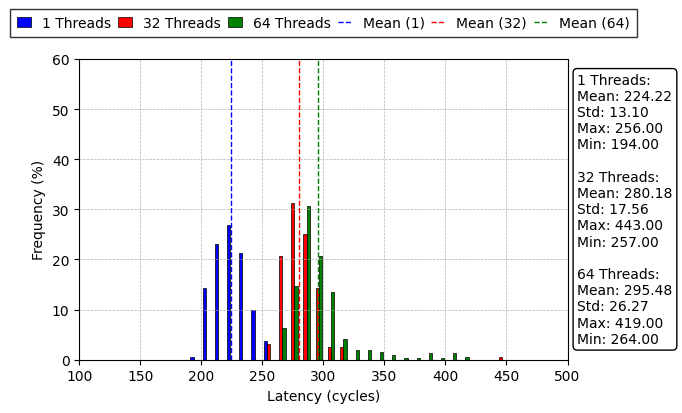 1 Threads 32 Threads 64 Threads Mean (1) Mean (32) Mean (64)
60
50
40
30
20
10
0
Frequency (%)
100 150 200 250 300 350 400 450 500
Latency (cycles)
1 Threads:
Mean: 224.22
Std: 13.10
Max: 256.00
Min: 194.00
32 Threads:
Mean: 280.18
Std: 17.56
Max: 443.00
Min: 257.00
64 Threads:
Mean: 295.48
Std: 26.27
Max: 419.00
Min: 264.00